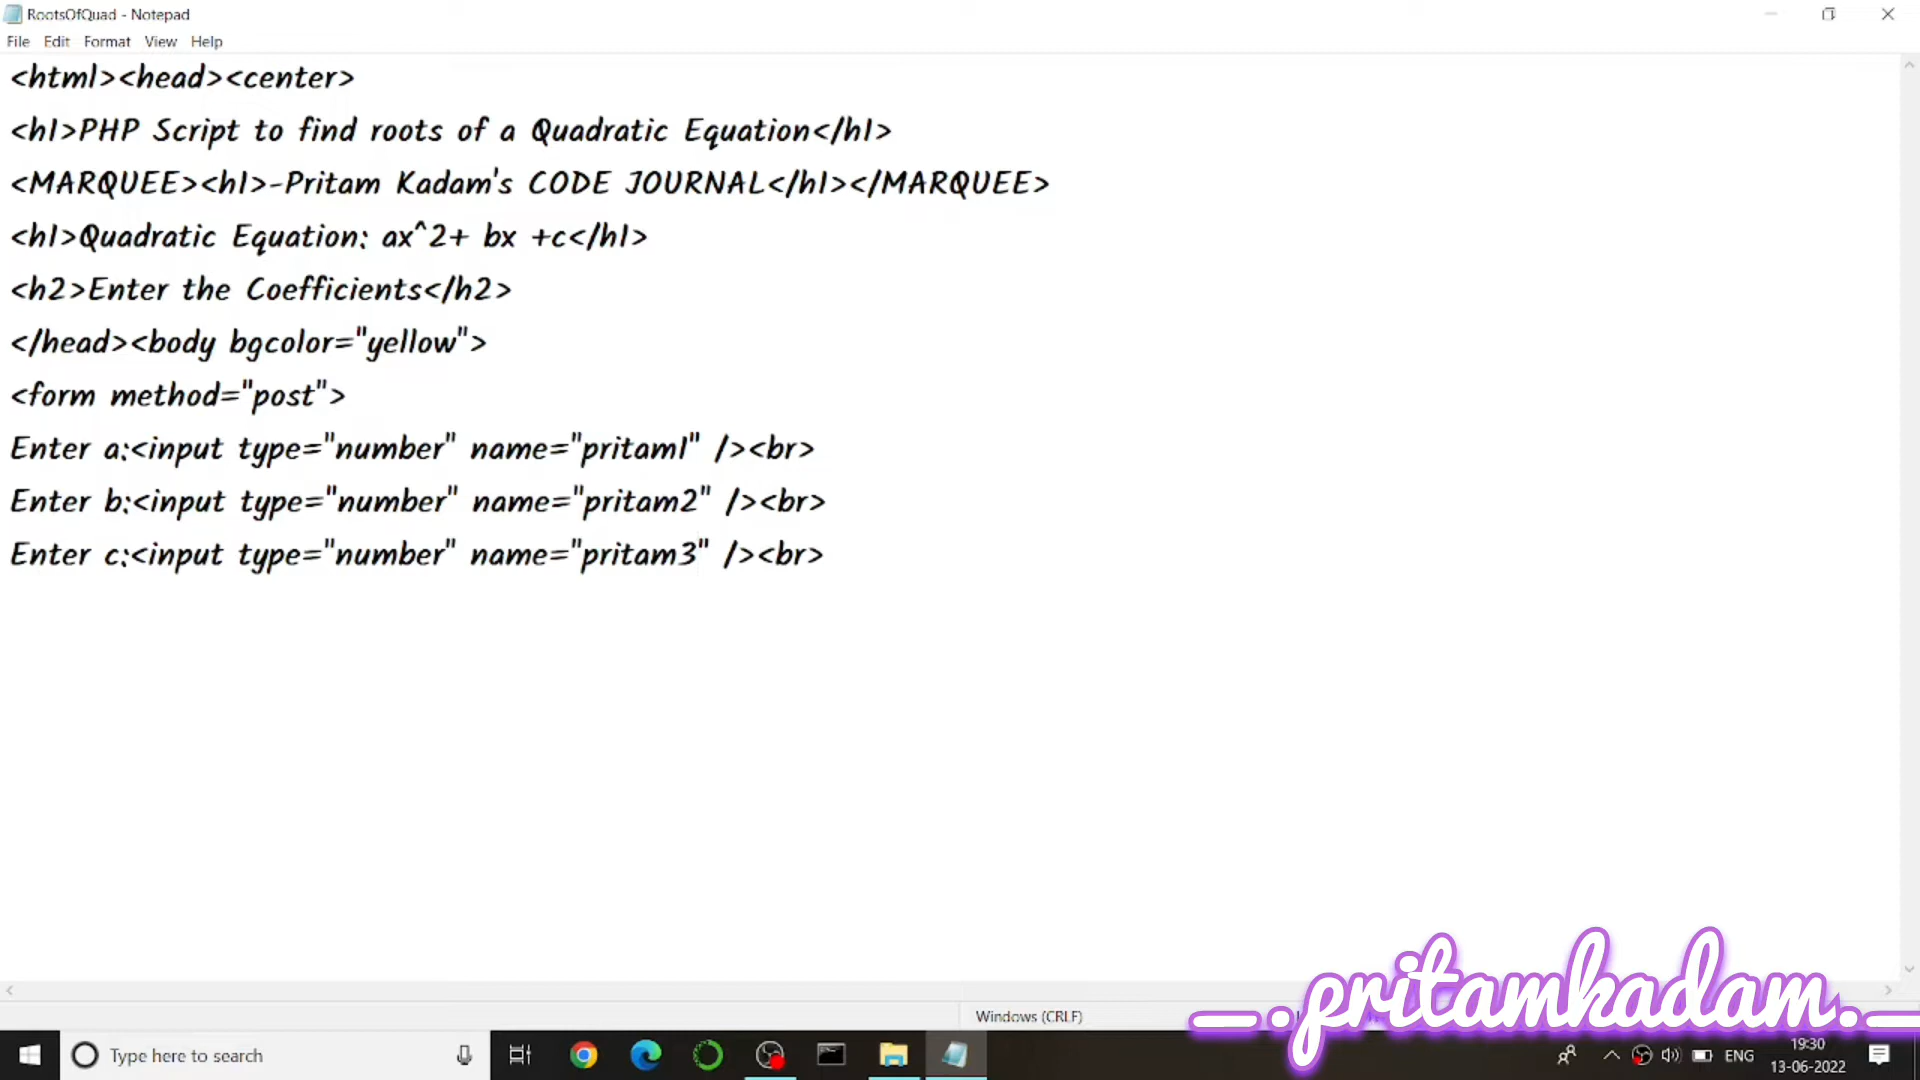 RootsOfQuad - Notepad
File Edit Format View Help
<html><head><center>
<h1>PHP Script to find roots of a Quadratic Equation</h1>
<MARQUEE><h1>-Pritam Kadam's CODE JOURNAL</h1></MARQUEE>
<h1>Quadratic Equation: ax^2+ bx +c</h1>
<h2>Enter the Coefficients</h2>
</head><body bgcolor="yellow">
<form method="post">
Enter a:<input type="number" name="pritam1" /><br>
Enter b:<input type="number" name="pritam2" /><br>
Enter c:<input type="number" name="pritam3" /><br>
Windows (CRLF)
_.pritamkadam._
Type here to search
ENG
19:30
13-06-2022